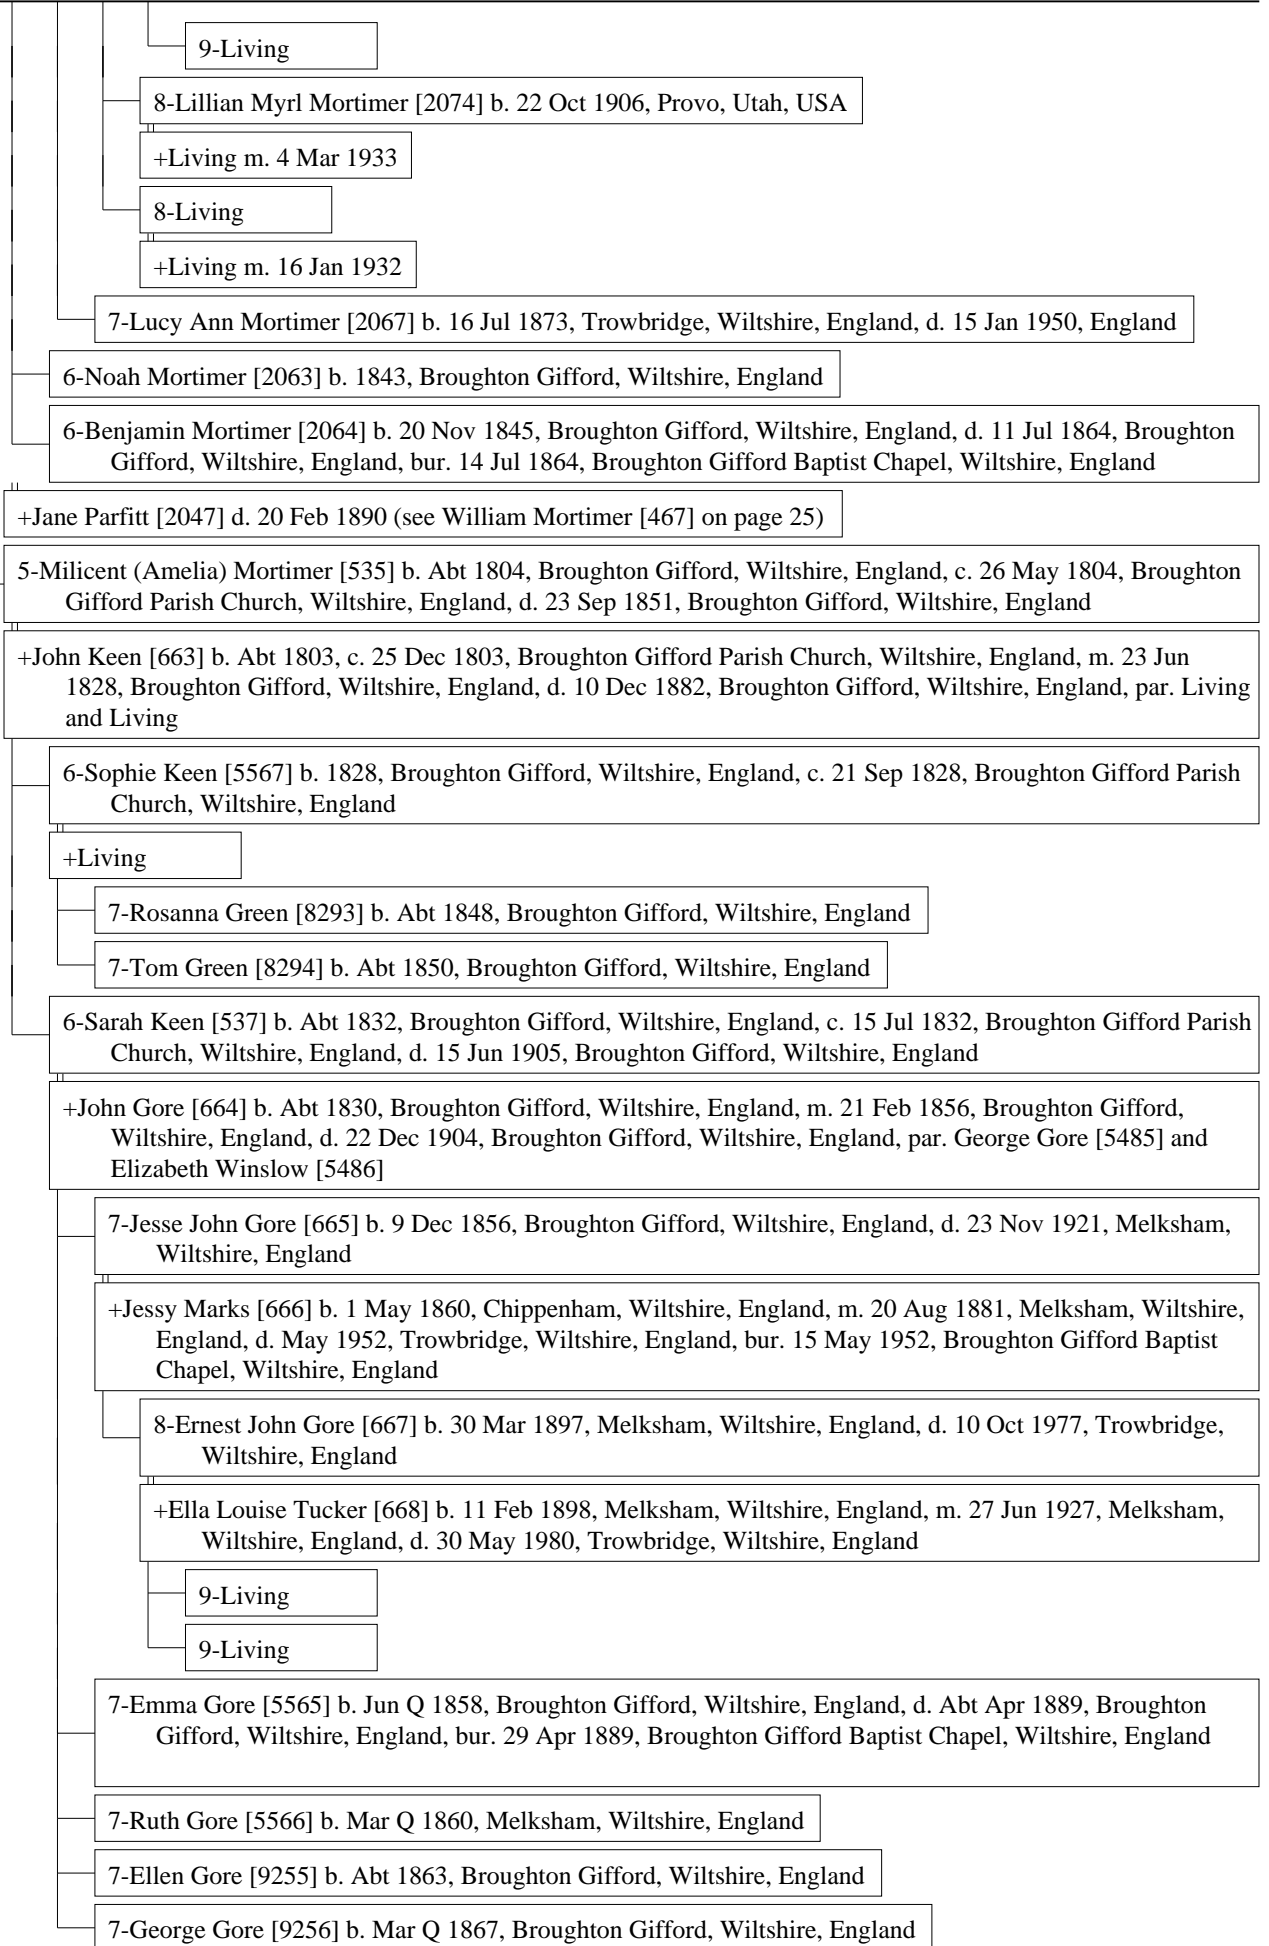 9-Living
8-Lillian Myrl Mortimer [2074] b. 22 Oct 1906, Provo, Utah, USA
+Living m. 4 Mar 1933
8-Living
+Living m. 16 Jan 1932
7-Lucy Ann Mortimer [2067] b. 16 Jul 1873, Trowbridge, Wiltshire, England, d. 15 Jan 1950, England
6-Noah Mortimer [2063] b. 1843, Broughton Gifford, Wiltshire, England
6-Benjamin Mortimer [2064] b. 20 Nov 1845, Broughton Gifford, Wiltshire, England, d. 11 Jul 1864, Broughton
Gifford, Wiltshire, England, bur. 14 Jul 1864, Broughton Gifford Baptist Chapel, Wiltshire, England
+Jane Parfitt [2047] d. 20 Feb 1890 (see William Mortimer [467] on page 25)
5-Milicent (Amelia) Mortimer [535] b. Abt 1804, Broughton Gifford, Wiltshire, England, c. 26 May 1804, Broughton
Gifford Parish Church, Wiltshire, England, d. 23 Sep 1851, Broughton Gifford, Wiltshire, England
+John Keen [663] b. Abt 1803, c. 25 Dec 1803, Broughton Gifford Parish Church, Wiltshire, England, m. 23 Jun
1828, Broughton Gifford, Wiltshire, England, d. 10 Dec 1882, Broughton Gifford, Wiltshire, England, par. Living
and Living
6-Sophie Keen [5567] b. 1828, Broughton Gifford, Wiltshire, England, c. 21 Sep 1828, Broughton Gifford Parish
Church, Wiltshire, England
+Living
7-Rosanna Green [8293] b. Abt 1848, Broughton Gifford, Wiltshire, England
7-Tom Green [8294] b. Abt 1850, Broughton Gifford, Wiltshire, England
6-Sarah Keen [537] b. Abt 1832, Broughton Gifford, Wiltshire, England, c. 15 Jul 1832, Broughton Gifford Parish
Church, Wiltshire, England, d. 15 Jun 1905, Broughton Gifford, Wiltshire, England
+John Gore [664] b. Abt 1830, Broughton Gifford, Wiltshire, England, m. 21 Feb 1856, Broughton Gifford,
Wiltshire, England, d. 22 Dec 1904, Broughton Gifford, Wiltshire, England, par. George Gore [5485] and
Elizabeth Winslow [5486]
7-Jesse John Gore [665] b. 9 Dec 1856, Broughton Gifford, Wiltshire, England, d. 23 Nov 1921, Melksham,
Wiltshire, England
+Jessy Marks [666] b. 1 May 1860, Chippenham, Wiltshire, England, m. 20 Aug 1881, Melksham, Wiltshire,
England, d. May 1952, Trowbridge, Wiltshire, England, bur. 15 May 1952, Broughton Gifford Baptist
Chapel, Wiltshire, England
8-Ernest John Gore [667] b. 30 Mar 1897, Melksham, Wiltshire, England, d. 10 Oct 1977, Trowbridge,
Wiltshire, England
+Ella Louise Tucker [668] b. 11 Feb 1898, Melksham, Wiltshire, England, m. 27 Jun 1927, Melksham,
Wiltshire, England, d. 30 May 1980, Trowbridge, Wiltshire, England
9-Living
9-Living
7-Emma Gore [5565] b. Jun Q 1858, Broughton Gifford, Wiltshire, England, d. Abt Apr 1889, Broughton
Gifford, Wiltshire, England, bur. 29 Apr 1889, Broughton Gifford Baptist Chapel, Wiltshire, England
7-Ruth Gore [5566] b. Mar Q 1860, Melksham, Wiltshire, England
7-Ellen Gore [9255] b. Abt 1863, Broughton Gifford, Wiltshire, England
7-George Gore [9256] b. Mar Q 1867, Broughton Gifford, Wiltshire, England